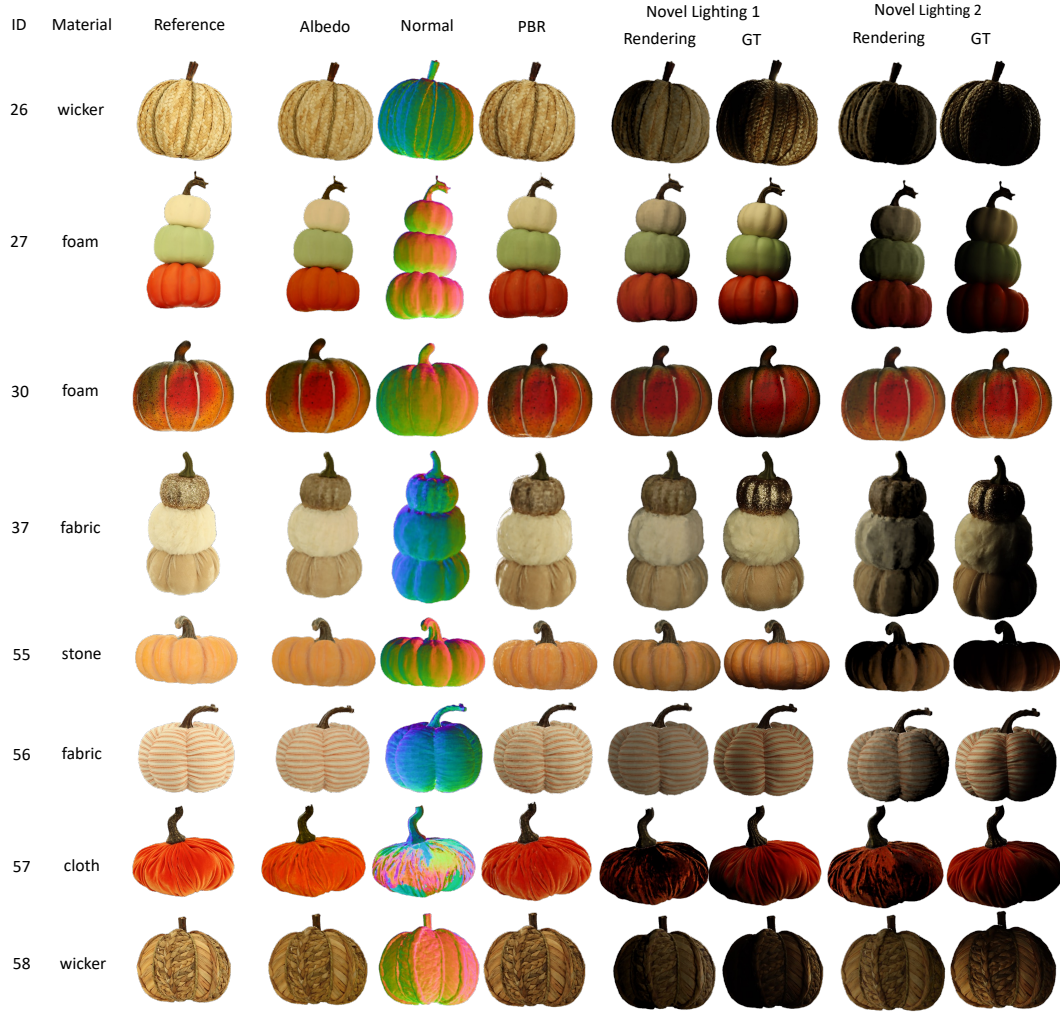 ID Material Reference Albedo Normal PBR Novel Lighting 1 Novel Lighting 2
Rendering GT Rendering GT
26 wicker
27 foam
30 foam
37 fabric
55 stone
56 fabric
57 cloth
58 wicker